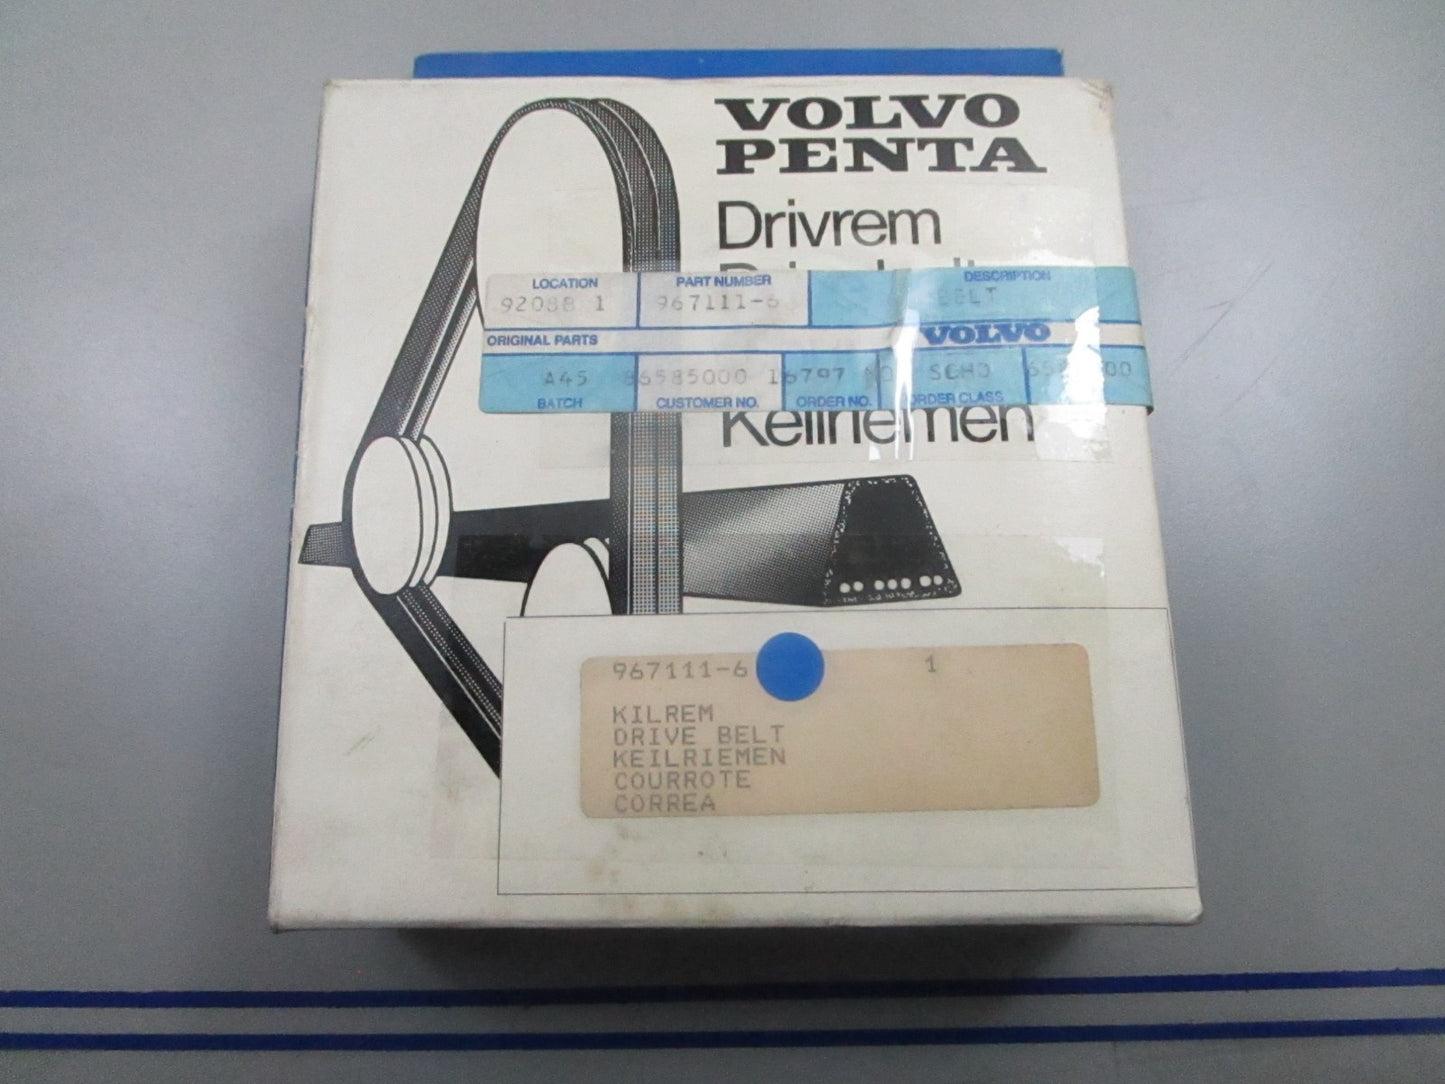 VOLVO
PENTA
Drivrem
LOCATION PART NUMBER DESCRIPTION
92088 1 967111-6 BELT
ORIGINAL PARTS VOLVO
A45
BATCH CUSTOMER NO. ORDER NO. ORDER CLASS
Keilriemen
967111-6 1
KILREM
DRIVE BELT
KEILRIEMEN
COURROTE
CORREA